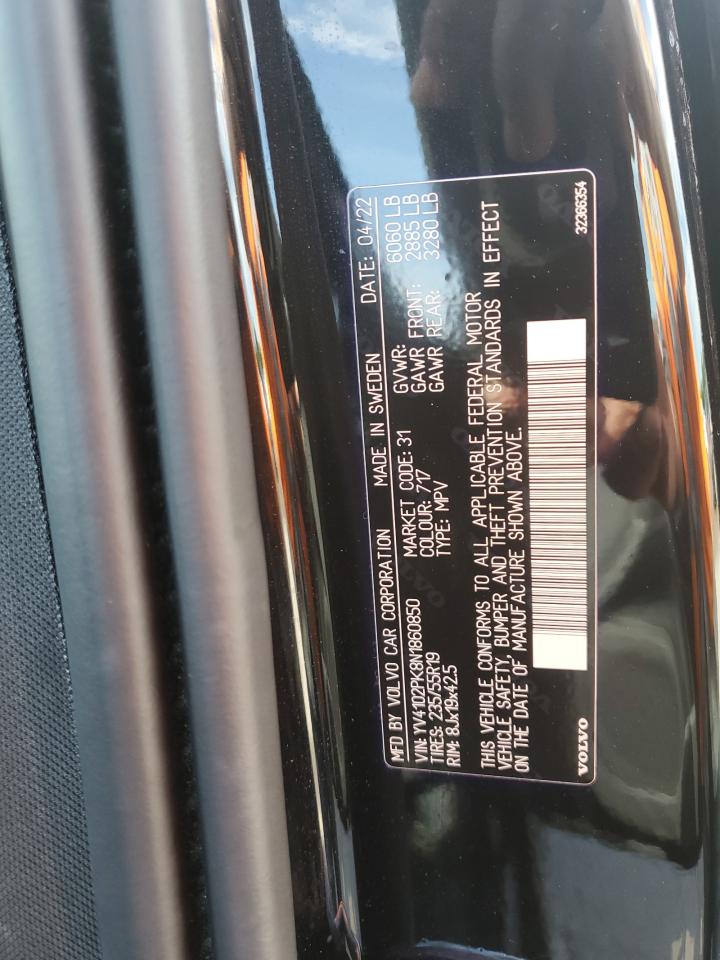 MFD BY VOLVO CAR CORPORATION MADE IN SWEDEN DATE: 04/22
VIN: YV4102PK8N1860850 MARKET CODE: 31 GVWR: 6060 LB
TIRES: 235/55R19 COLOUR: 717 GAWR FRONT: 2885 LB
RIM: 8Jx19x42.5 TYPE: MPV GAWR REAR: 3280 LB
THIS VEHICLE CONFORMS TO ALL APPLICABLE FEDERAL MOTOR
VEHICLE SAFETY, BUMPER AND THEFT PREVENTION STANDARDS IN EFFECT
ON THE DATE OF MANUFACTURE SHOWN ABOVE.
VOLVO 32366354